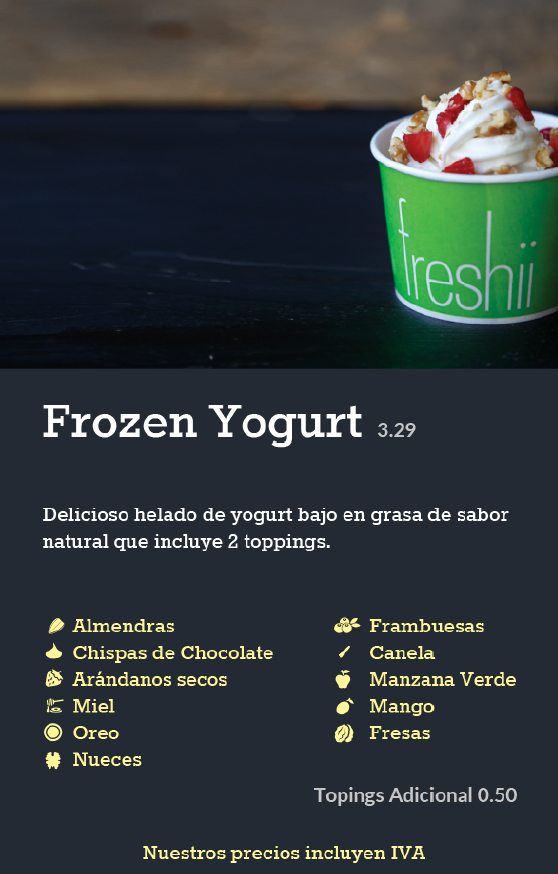 freshii
Frozen Yogurt 3.29
Delicioso helado de yogurt bajo en grasa de sabor
natural que incluye 2 toppings.
Almendras
Chispas de Chocolate
Arándanos secos
Miel
Oreo
Nueces
Frambuesas
Canela
Manzana Verde
Mango
Fresas
Topings Adicional 0.50
Nuestros precios incluyen IVA